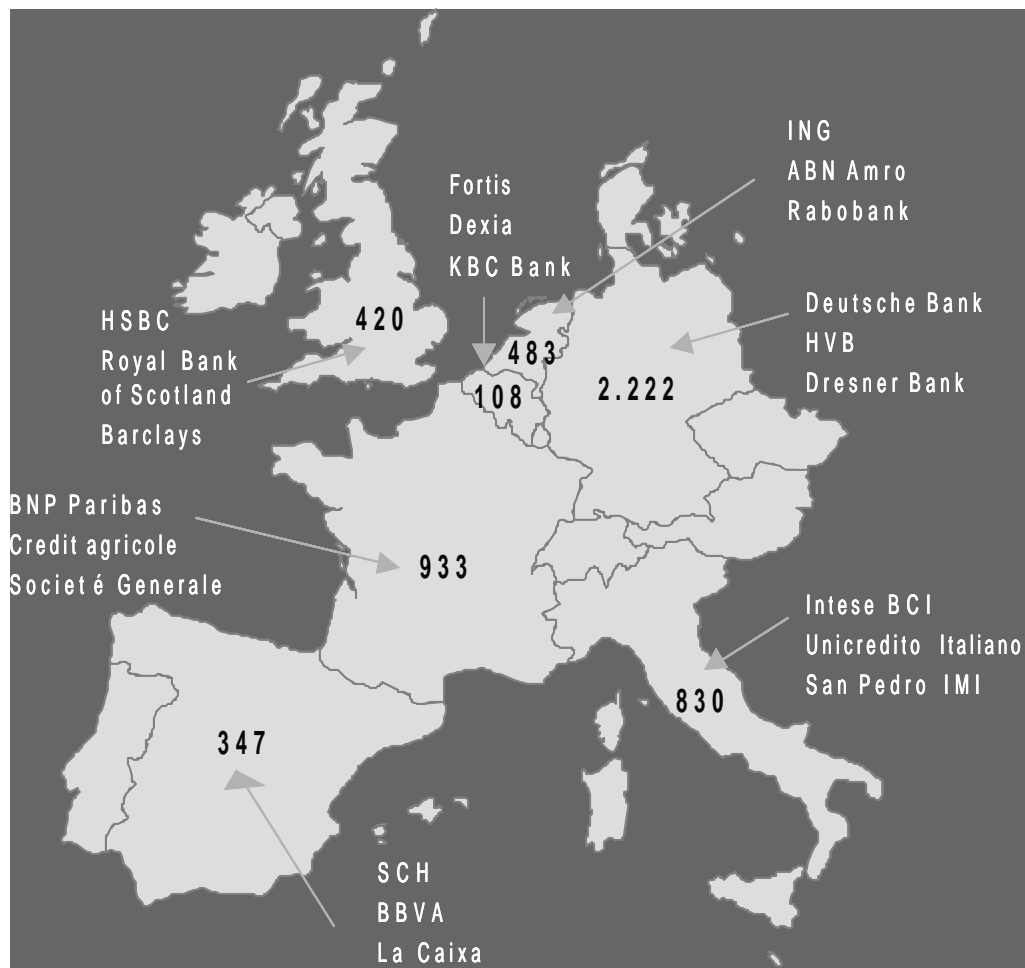 ING
ABN Amro
Rabobank
Fortis
Dexia
KBC Bank
HSBC
Royal Bank
of Scotland
Barclays
420
483
108
2.222
Deutsche Bank
HVB
Dresner Bank
BNP Paribas
Credit agricole
Societé Generale
933
Intese BCI
Unicredito Italiano
San Pedro IMI
830
347
SCH
BBVA
La Caixa